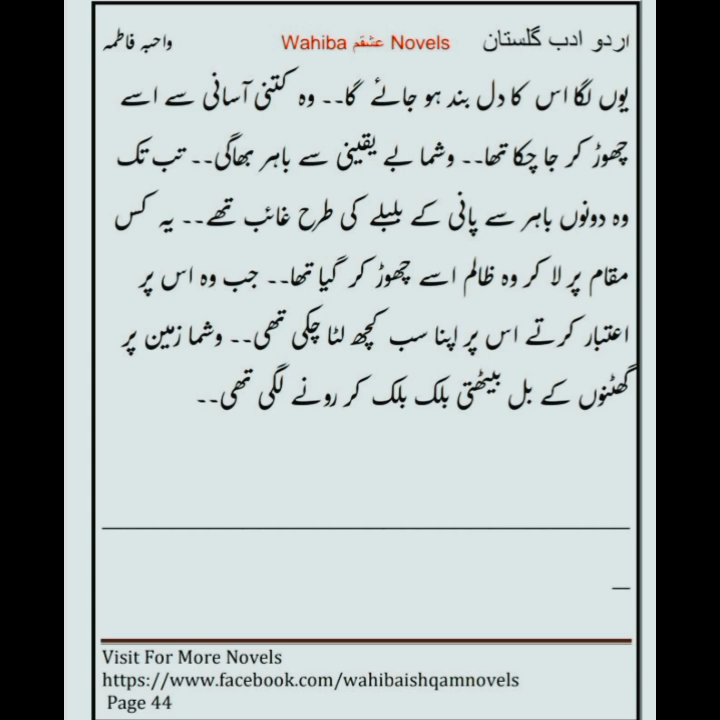 اردو ادب گلستان Wahiba عشقم Novels واحبہ فاطمہ
یوں لگا اس کا دل بند ہو جائے گا۔۔ وہ کتنی آسانی سے اسے
چھوڑ کر جا چکا تھا۔۔ وشما بے یقینی سے باہر بھاگی۔۔ تب تک
وہ دونوں باہر سے پانی کے بلبلے کی طرح غائب تھے۔۔ یہ کس
مقام پر لا کر وہ ظالم اسے چھوڑ کر گیا تھا۔۔ جب وہ اس پر
اعتبار کرتے اس پر اپنا سب کچھ لٹا چکی تھی۔۔ وشما زمین پر
گھٹنوں کے بل بیٹھتی بلک بلک کر رونے لگی تھی۔۔
Visit For More Novels
https://www.facebook.com/wahibaishqamnovels
Page 44